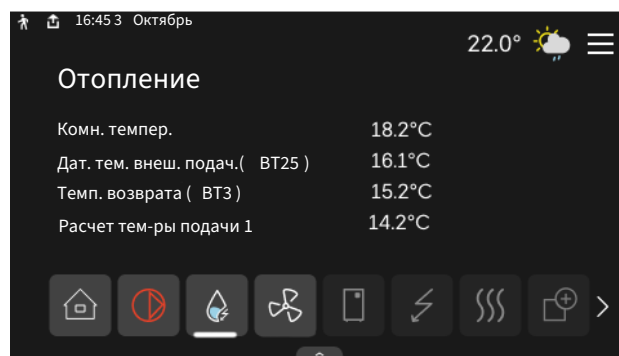 16:45 3 Октябрь
22.0°
Отопление
Комн. темпер. 18.2°C
Дат. тем. внеш. подач.( BT25 ) 16.1°C
Темп. возврата ( BT3 ) 15.2°C
Расчет тем-ры подачи 1 14.2°C